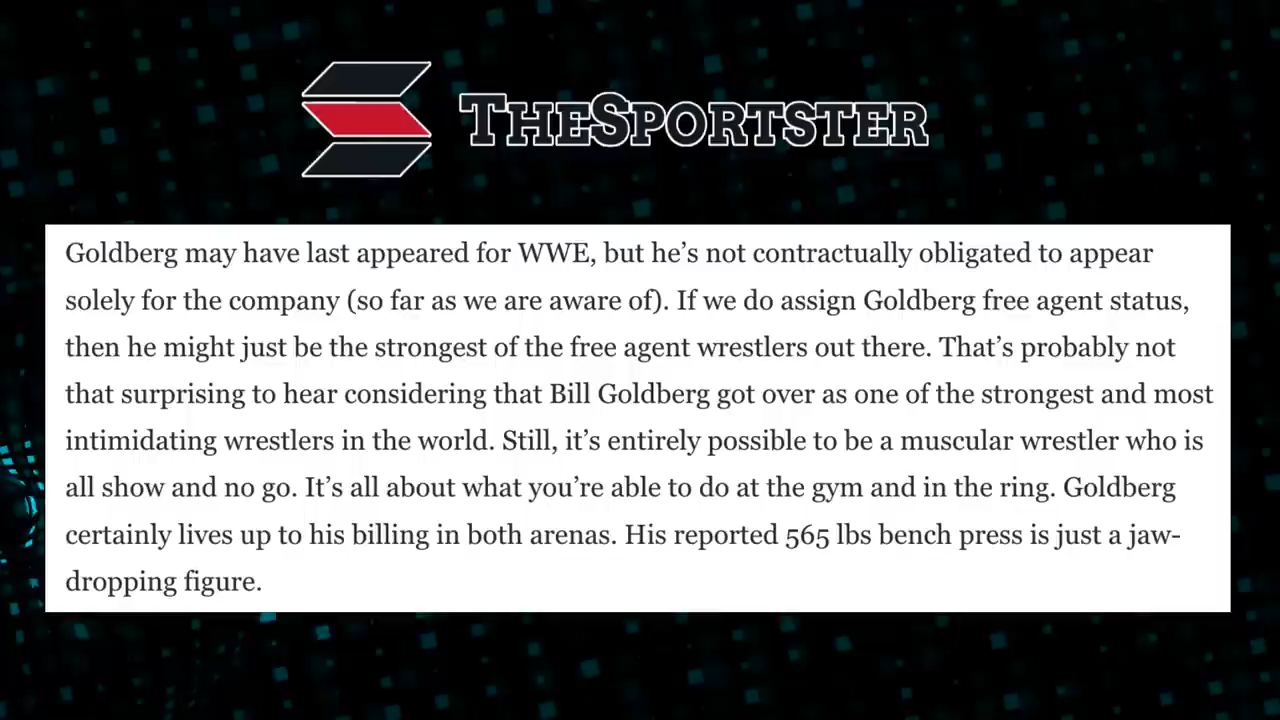 THESPORTSTER
Goldberg may have last appeared for WWE, but he’s not contractually obligated to appear
solely for the company (so far as we are aware of). If we do assign Goldberg free agent status,
then he might just be the strongest of the free agent wrestlers out there. That’s probably not
that surprising to hear considering that Bill Goldberg got over as one of the strongest and most
intimidating wrestlers in the world. Still, it’s entirely possible to be a muscular wrestler who is
all show and no go. It’s all about what you’re able to do at the gym and in the ring. Goldberg
certainly lives up to his billing in both arenas. His reported 565 lbs bench press is just a jaw-
dropping figure.